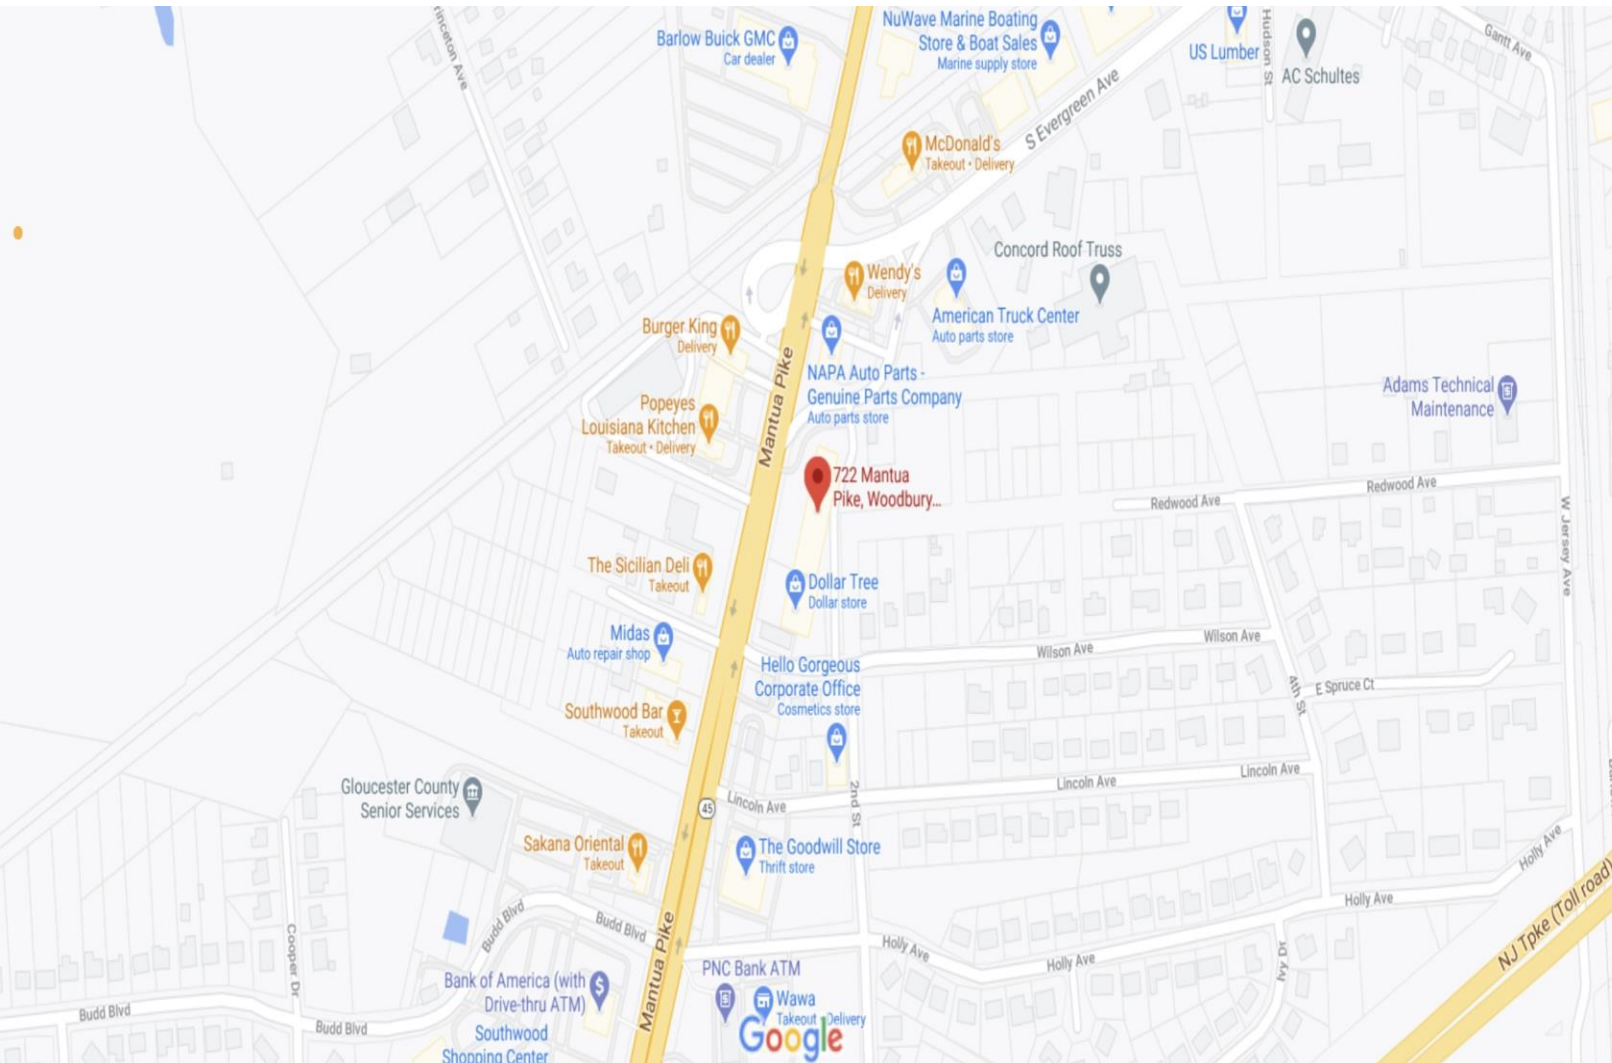 Princeton Ave
Barlow Buick GMC
Car dealer
NuWave Marine Boating
Store & Boat Sales
Marine supply store
US Lumber
Hudson St
AC Schultes
Gantt Ave
S Evergreen Ave
McDonald's
Takeout • Delivery
Concord Roof Truss
Wendy's
Delivery
American Truck Center
Auto parts store
Burger King
Delivery
Mantua Pike
NAPA Auto Parts -
Genuine Parts Company
Auto parts store
Popeyes
Louisiana Kitchen
Takeout • Delivery
Adams Technical
Maintenance
722 Mantua
Pike, Woodbury...
Redwood Ave
Redwood Ave
W Jersey Ave
The Sicilian Deli
Takeout
Dollar Tree
Dollar store
Midas
Auto repair shop
Wilson Ave
Wilson Ave
Hello Gorgeous
Corporate Office
Cosmetics store
4th St
E Spruce Ct
Southwood Bar
Takeout
Gloucester County
Senior Services
45
Lincoln Ave
2nd St
Lincoln Ave
Lincoln Ave
Sakana Oriental
Takeout
The Goodwill Store
Thrift store
Holly Ave
Holly Ave
NJ Tpke (Toll road)
Cooper Dr
Budd Blvd
Budd Blvd
Mantua Pike
Holly Ave
Holly Ave
Ivy Dr
Bank of America (with
Drive-thru ATM)
PNC Bank ATM
Wawa
Takeout Delivery
Budd Blvd
Budd Blvd
Southwood
Shopping Center
Google